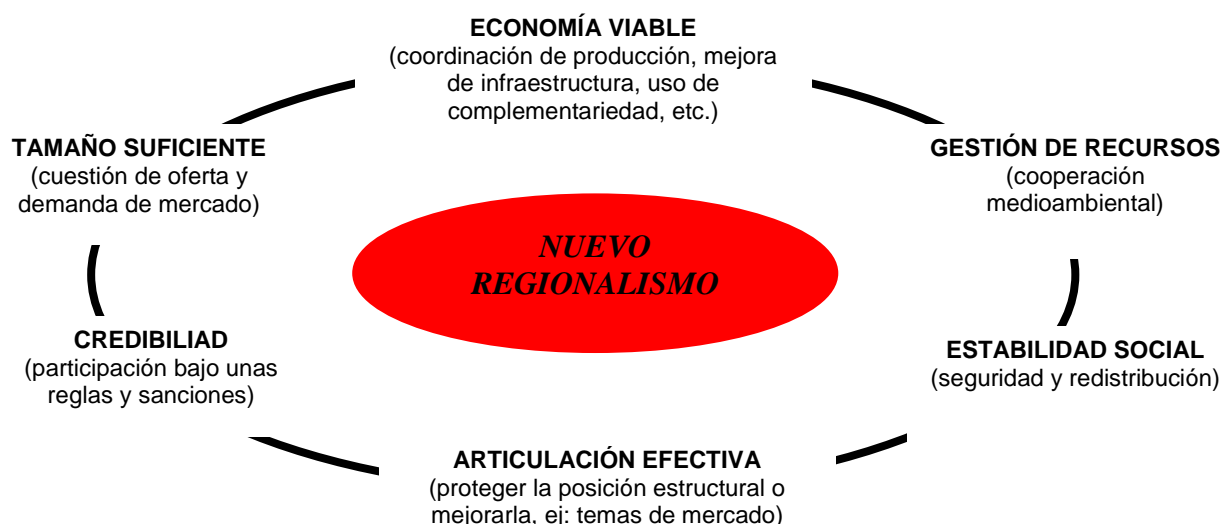 ECONOMÍA VIABLE
(coordinación de producción, mejora
de infraestructura, uso de
complementariedad, etc.)
TAMAÑO SUFICIENTE
(cuestión de oferta y
demanda de mercado)
GESTIÓN DE RECURSOS
(cooperación
medioambiental)
NUEVO
REGIONALISMO
CREDIBILIAD
(participación bajo unas
reglas y sanciones)
ESTABILIDAD SOCIAL
(seguridad y redistribución)
ARTICULACIÓN EFECTIVA
(proteger la posición estructural o
mejorarla, ej: temas de mercado)